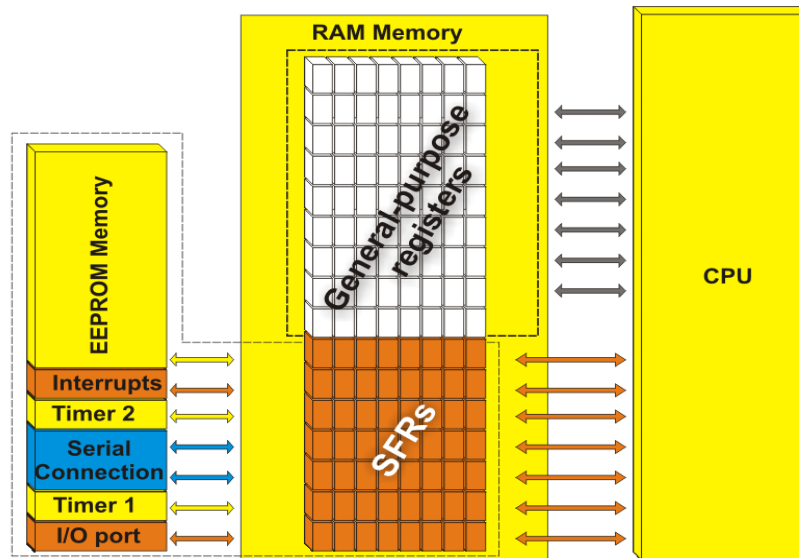 RAM Memory
General-purpose
registers
SFRs
EEPROM Memory
Interrupts
Timer 2
Serial
Connection
Timer 1
I/O port
CPU